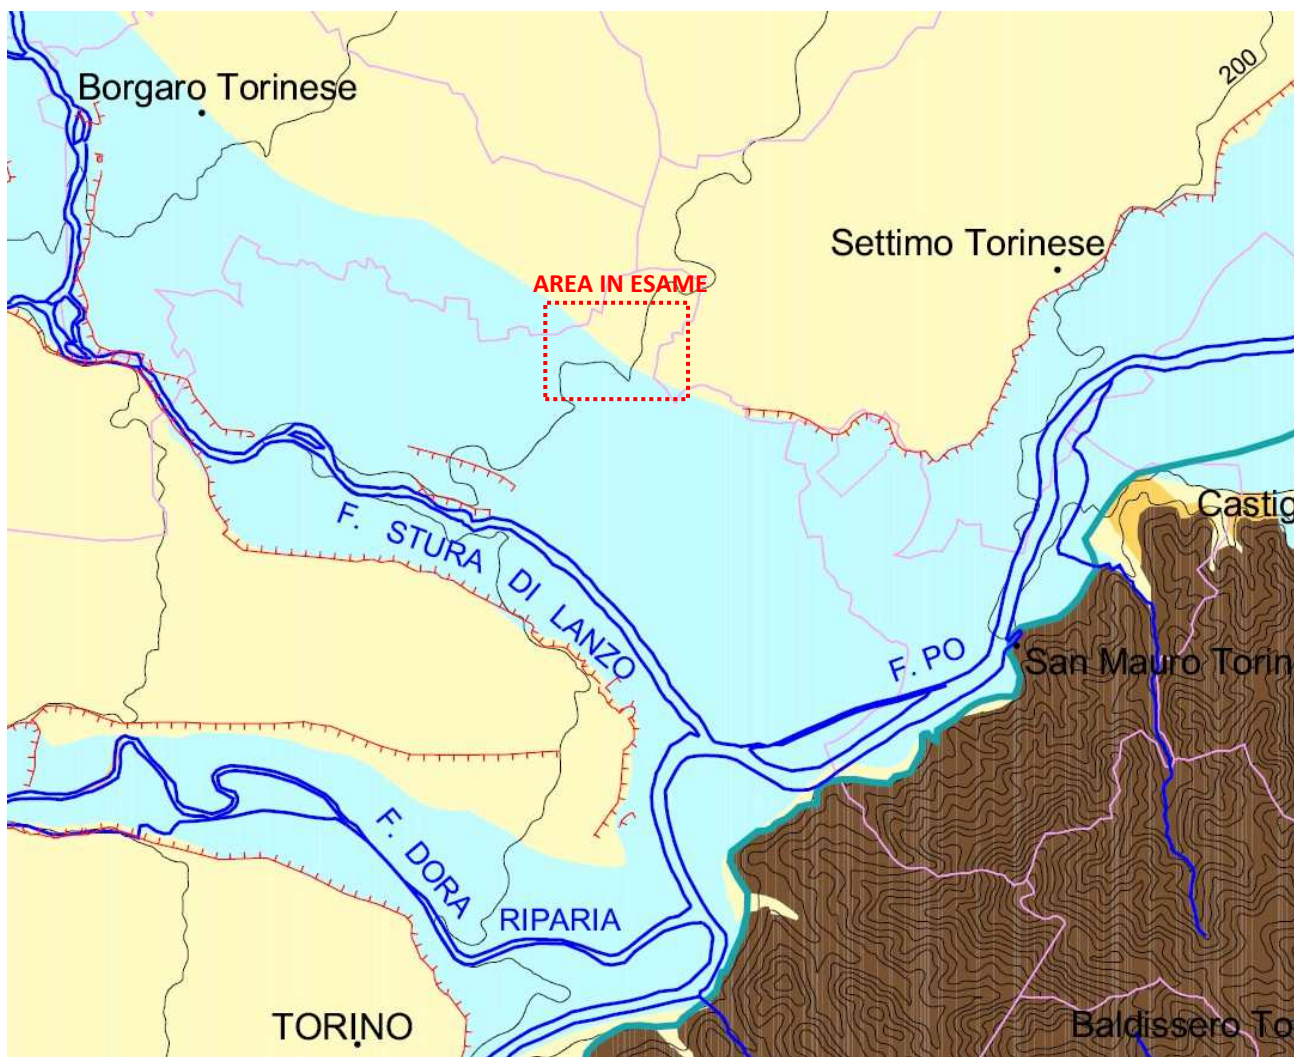 200
Borgaro Torinese
Settimo Torinese
AREA IN ESAME
Castig
F. STURA DI LANZO
F. PO
San Mauro Torin
F. DORA RIPARIA
TORINO
Baldissero To